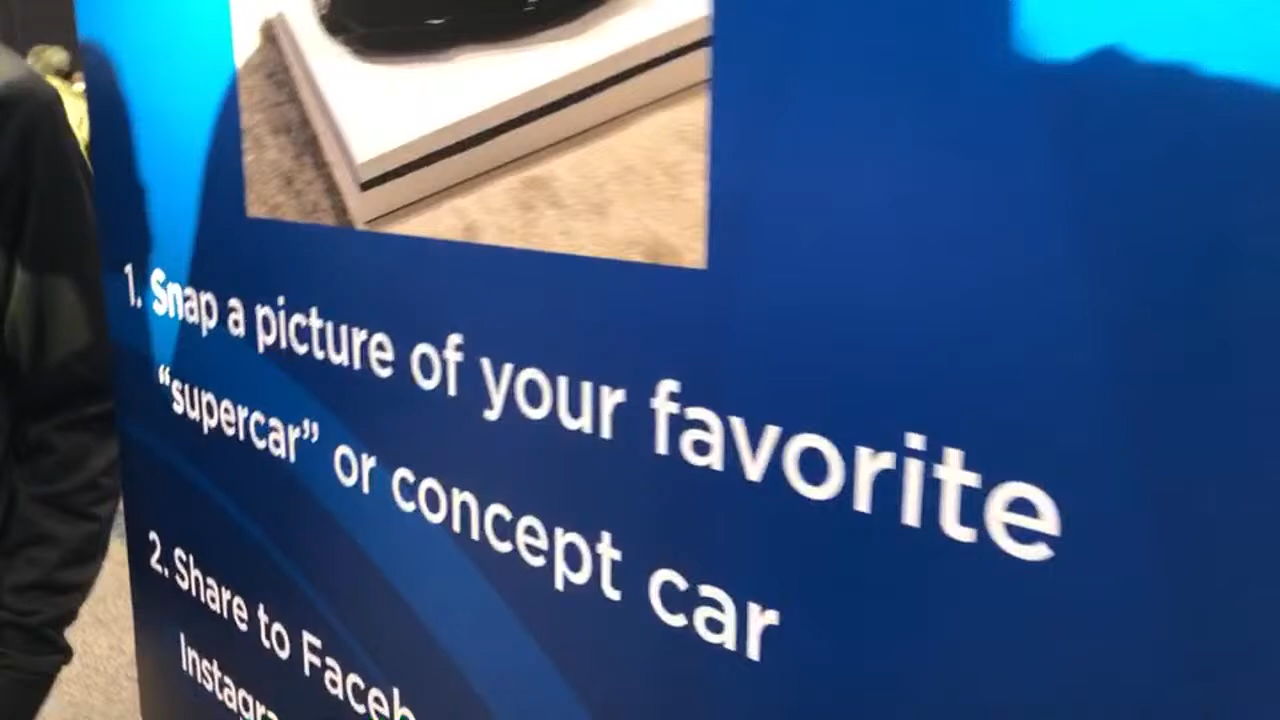 1. Snap a picture of your favorite
“supercar” or concept car
2. Share to